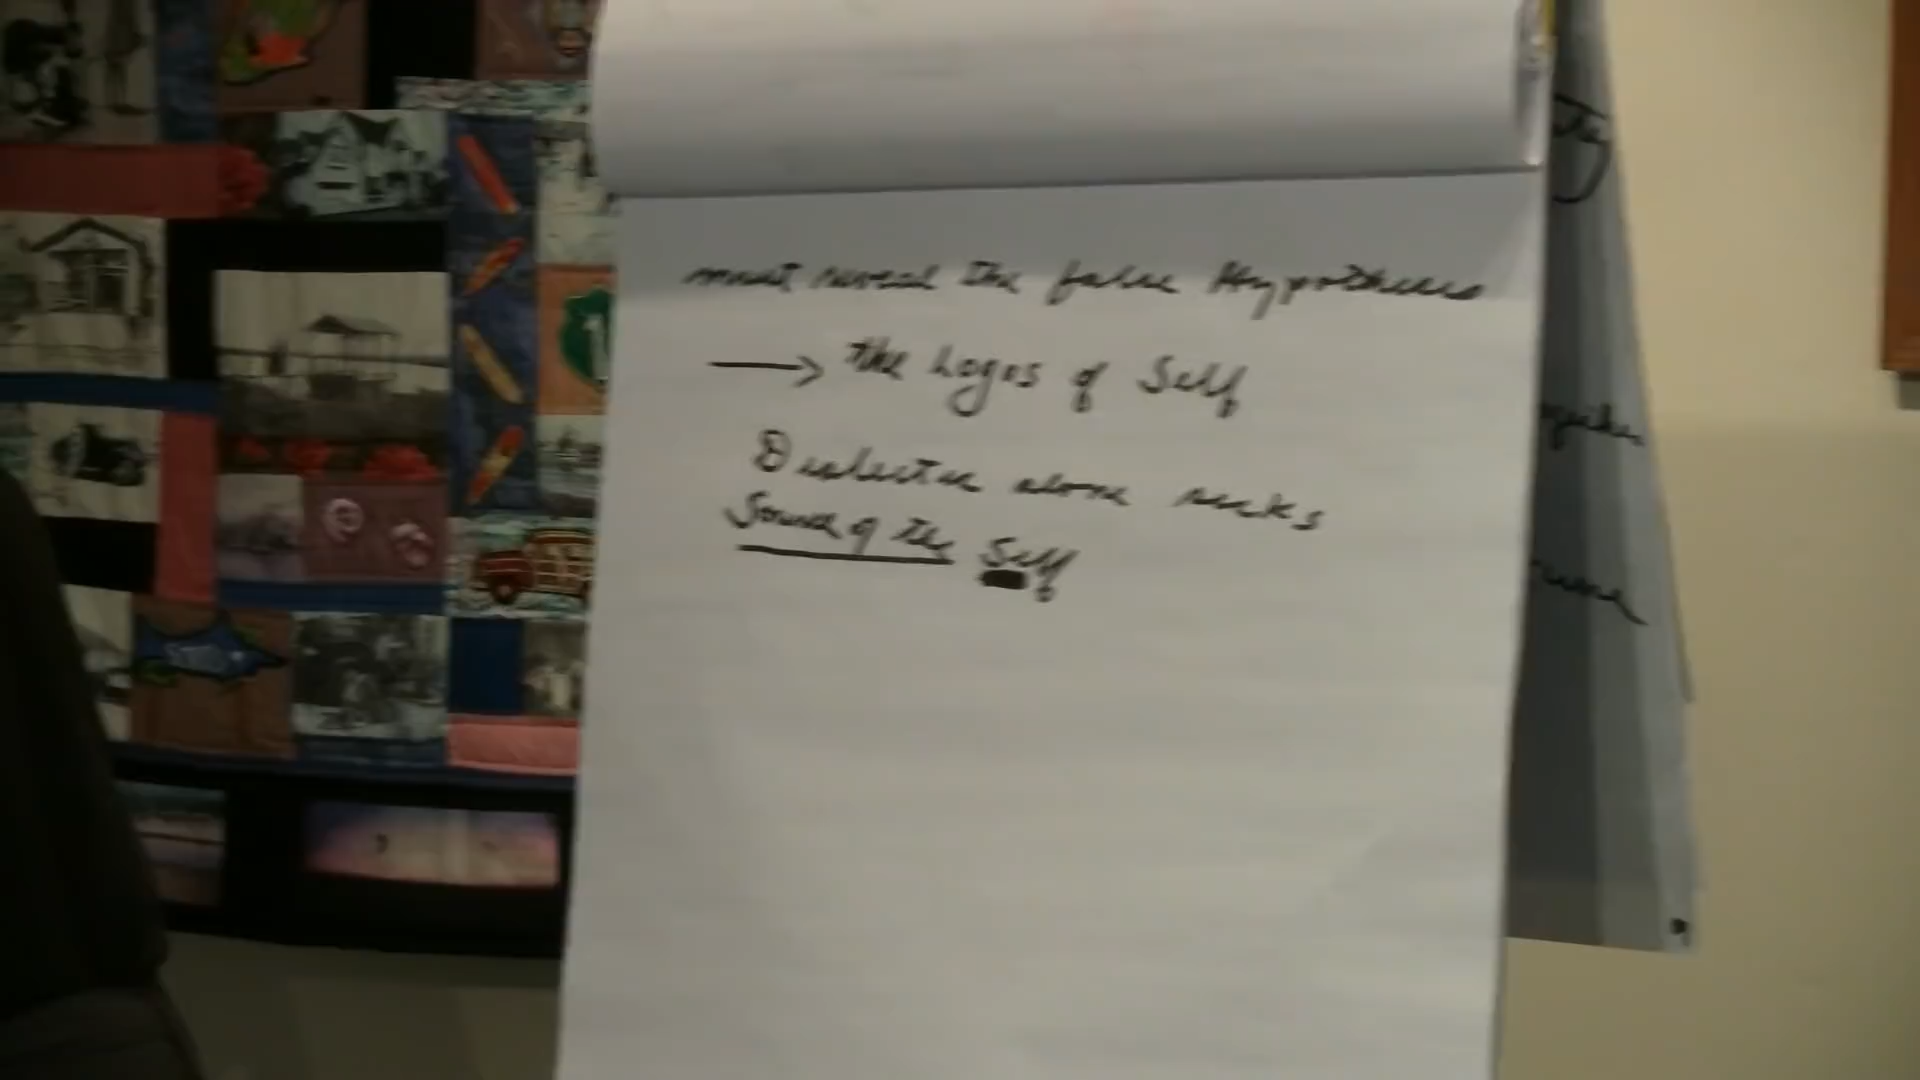 must reveal the false Hypotheses
→ the Logos of Self
Dialectic alone seeks
Source of the Self